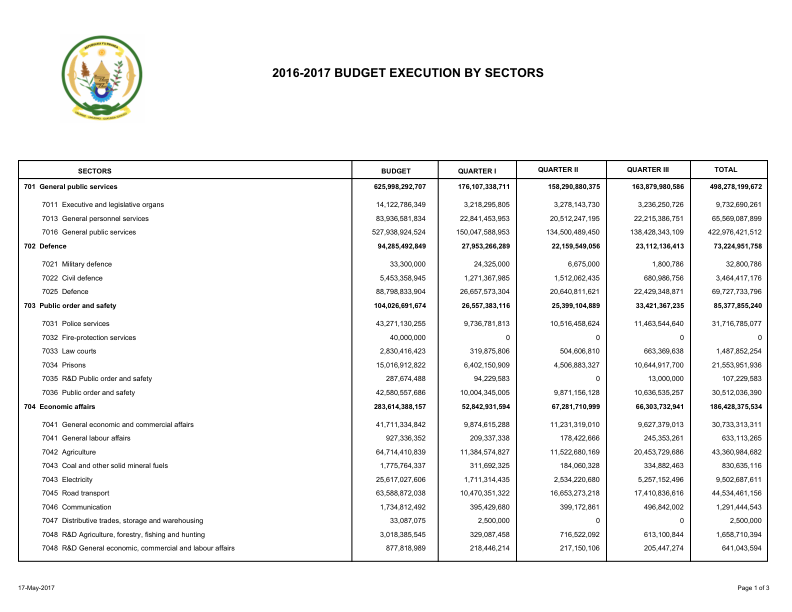 2016-2017 BUDGET EXECUTION BY SECTORS
SECTORS BUDGET QUARTER I QUARTER II QUARTER III TOTAL
701 General public services 625,998,292,707 176,107,338,711 158,290,880,375 163,879,980,586 498,278,199,672
7011 Executive and legislative organs 14,122,786,349 3,218,295,805 3,278,143,730 3,236,250,726 9,732,690,261
7013 General personnel services 83,936,581,834 22,841,453,953 20,512,247,195 22,215,386,751 65,569,087,899
7016 General public services 527,938,924,524 150,047,588,953 134,500,489,450 138,428,343,109 422,976,421,512
702 Defence 94,285,492,849 27,953,266,289 22,159,549,056 23,112,136,413 73,224,951,758
7021 Military defence 33,300,000 24,325,000 6,675,000 1,800,786 32,800,786
7022 Civil defence 5,453,358,945 1,271,367,985 1,512,062,435 680,986,756 3,464,417,176
7025 Defence 88,798,833,904 26,657,573,304 20,640,811,621 22,429,348,871 69,727,733,796
703 Public order and safety 104,026,691,674 26,557,383,116 25,399,104,889 33,421,367,235 85,377,855,240
7031 Police services 43,271,130,255 9,736,781,813 10,516,458,624 11,463,544,640 31,716,785,077
7032 Fire-protection services 40,000,000 0 0 0 0
7033 Law courts 2,830,416,423 319,875,806 504,606,810 663,369,638 1,487,852,254
7034 Prisons 15,016,912,822 6,402,150,909 4,506,883,327 10,644,917,700 21,553,951,936
7035 R&D Public order and safety 287,674,488 94,229,583 0 13,000,000 107,229,583
7036 Public order and safety 42,580,557,686 10,004,345,005 9,871,156,128 10,636,535,257 30,512,036,390
704 Economic affairs 283,614,388,157 52,842,931,594 67,281,710,999 66,303,732,941 186,428,375,534
7041 General economic and commercial affairs 41,711,334,842 9,874,615,288 11,231,319,010 9,627,379,013 30,733,313,311
7041 General labour affairs 927,336,352 209,337,338 178,422,666 245,353,261 633,113,265
7042 Agriculture 64,714,410,839 11,384,574,827 11,522,680,169 20,453,729,686 43,360,984,682
7043 Coal and other solid mineral fuels 1,775,764,337 311,692,325 184,060,328 334,882,463 830,635,116
7043 Electricity 25,617,027,606 1,711,314,435 2,534,220,680 5,257,152,496 9,502,687,611
7045 Road transport 63,588,872,038 10,470,351,322 16,653,273,218 17,410,836,616 44,534,461,156
7046 Communication 1,734,812,492 395,429,680 399,172,861 496,842,002 1,291,444,543
7047 Distributive trades, storage and warehousing 33,087,075 2,500,000 0 0 2,500,000
7048 R&D Agriculture, forestry, fishing and hunting 3,018,385,545 329,087,458 716,522,092 613,100,844 1,658,710,394
7048 R&D General economic, commercial and labour affairs 877,818,989 218,446,214 217,150,106 205,447,274 641,043,594
17-May-2017 Page 1 of 3